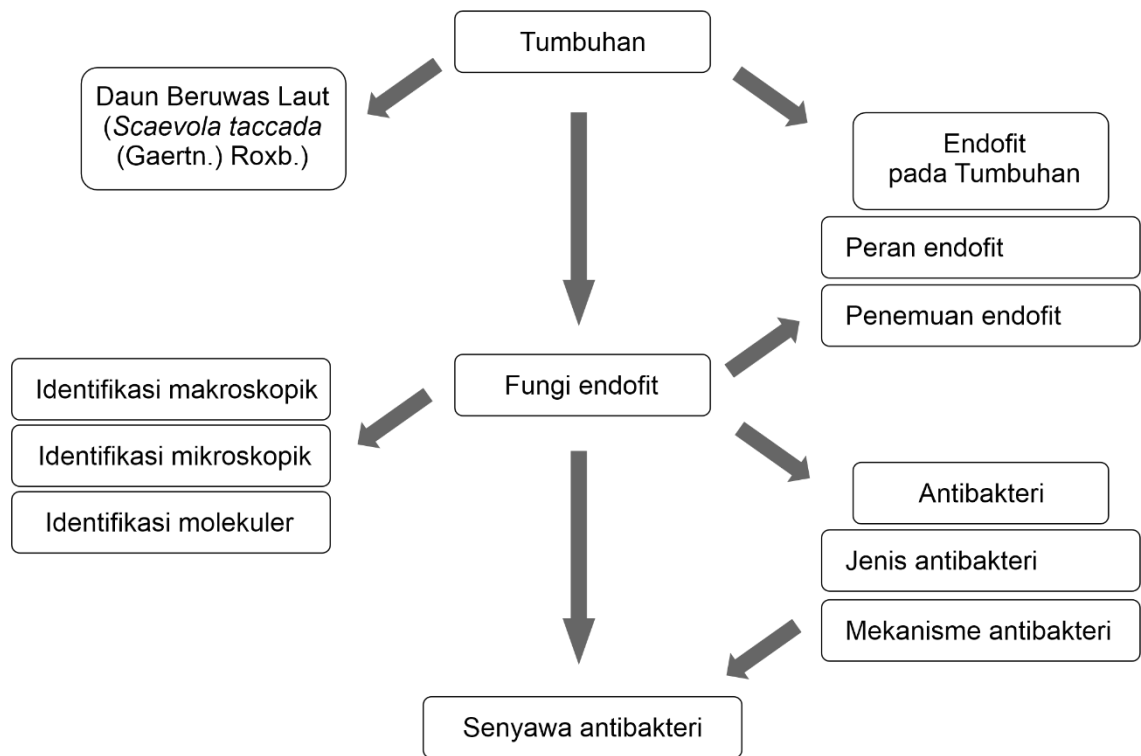 Tumbuhan
Daun Beruwas Laut
(Scaevola taccada
(Gaertn.) Roxb.)
Endofit
pada Tumbuhan
Peran endofit
Penemuan endofit
Fungi endofit
Identifikasi makroskopik
Identifikasi mikroskopik
Identifikasi molekuler
Antibakteri
Jenis antibakteri
Mekanisme antibakteri
Senyawa antibakteri